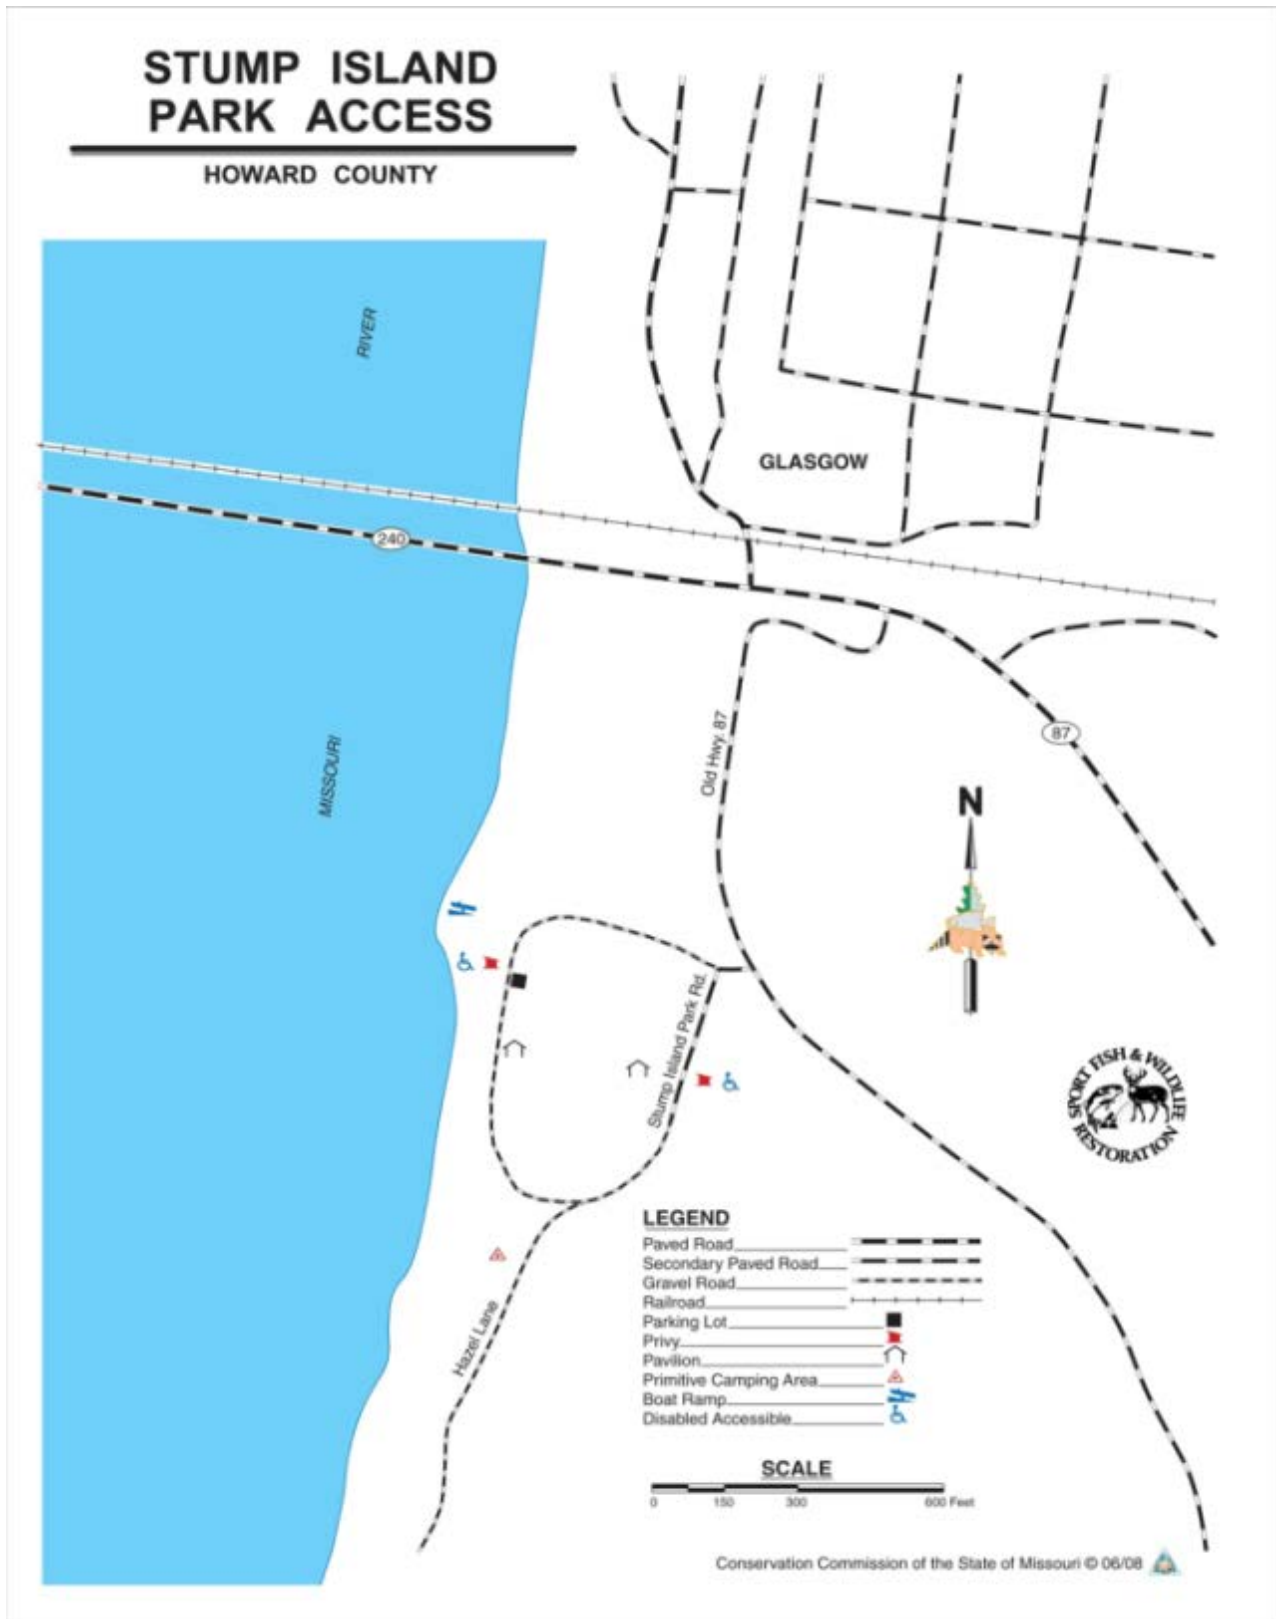 STUMP ISLAND
PARK ACCESS
HOWARD COUNTY
RIVER
GLASGOW
240
MISSOURI
Old Hwy. 87
87
N
Stump Island Park Rd.
SPORT FISH & WILDLIFE
RESTORATION
Hazel Lane
LEGEND
Paved Road
Secondary Paved Road
Gravel Road
Railroad
Parking Lot
Privy
Pavilion
Primitive Camping Area
Boat Ramp
Disabled Accessible
SCALE
0 150 300 600 Feet
Conservation Commission of the State of Missouri © 06/08